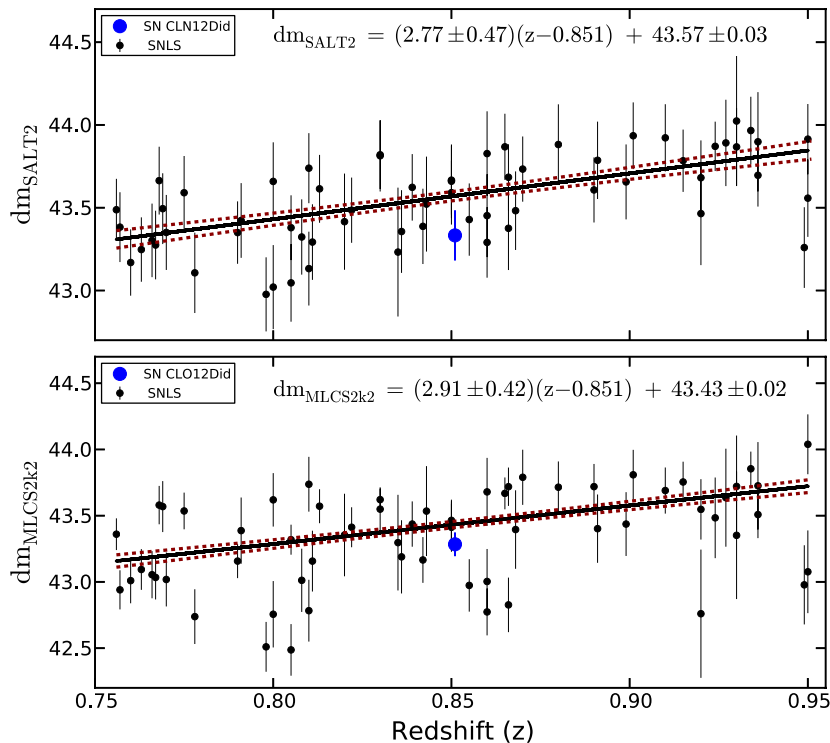 44.5
44.0
43.5
43.0
dm_SALT2
SN CLN12Did
SNLS
dm_SALT2 = (2.77±0.47)(z−0.851) + 43.57±0.03
44.5
44.0
43.5
43.0
42.5
dm_MLCS2k2
SN CLO12Did
SNLS
dm_MLCS2k2 = (2.91±0.42)(z−0.851) + 43.43±0.02
0.75
0.80
0.85
0.90
0.95
Redshift (z)